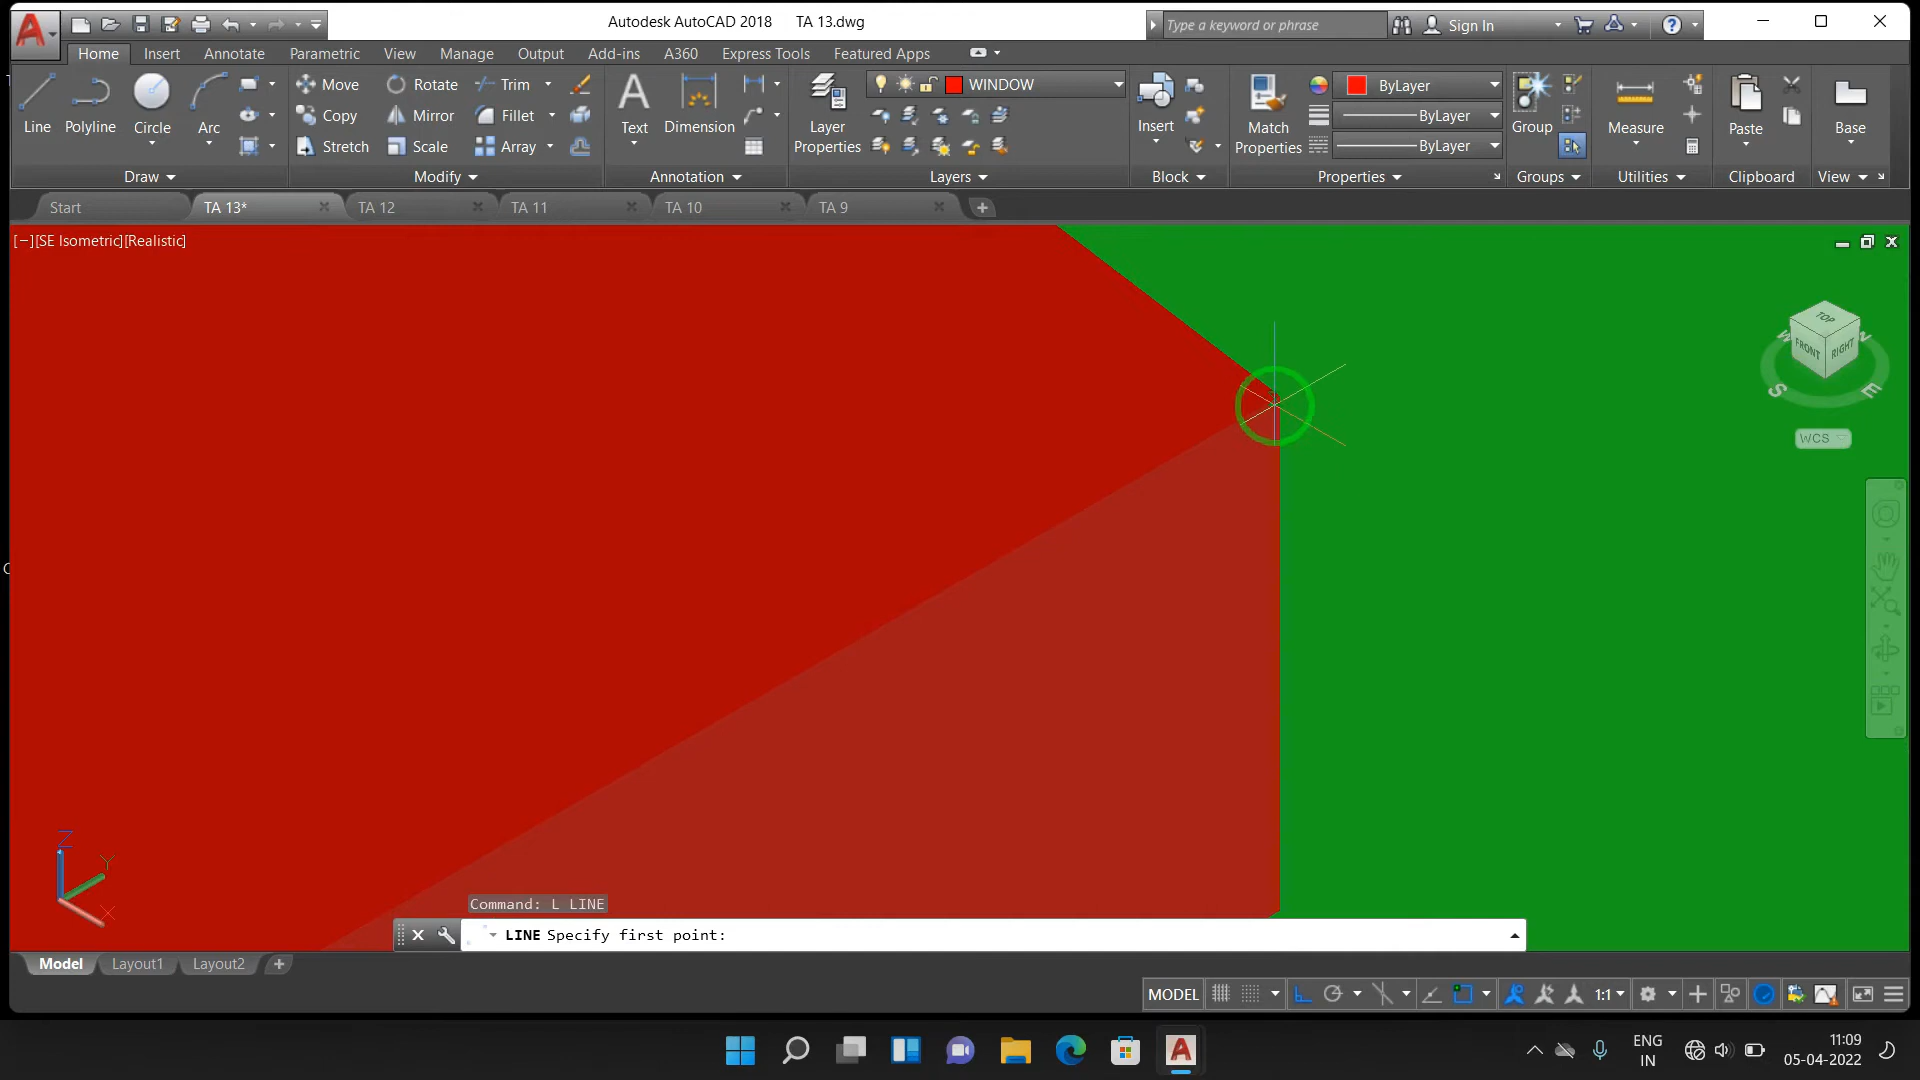 Autodesk AutoCAD 2018 TA 13.dwg
Type a keyword or phrase
Sign In
Home Insert Annotate Parametric View Manage Output Add-ins A360 Express Tools Featured Apps
Line Polyline Circle Arc
Move Rotate Trim
Copy Mirror Fillet
Stretch Scale Array
Text Dimension
Layer Properties
WINDOW
Insert
Match Properties
ByLayer
ByLayer
ByLayer
Group
Measure
Paste
Base
Draw Modify Annotation Layers Block Properties Groups Utilities Clipboard View
Start TA 13* TA 12 TA 11 TA 10 TA 9
[−][SE Isometric][Realistic]
TOP
FRONT RIGHT
W N
S E
WCS
Z
Y
X
Command: L LINE
LINE Specify first point:
Model Layout1 Layout2
MODEL 1:1
ENG
IN
11:09
05-04-2022